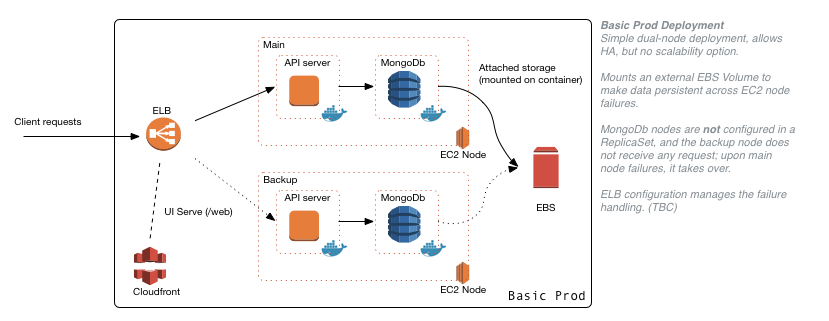 Client requests
ELB
UI Serve (/web)
Cloudfront
Main
API server
MongoDb
EC2 Node
Backup
API server
MongoDb
EC2 Node
Attached storage
(mounted on container)
EBS
Basic Prod
Basic Prod Deployment
Simple dual-node deployment, allows
HA, but no scalability option.
Mounts an external EBS Volume to
make data persistent across EC2 node
failures.
MongoDb nodes are not configured in a
ReplicaSet, and the backup node does
not receive any request; upon main
node failures, it takes over.
ELB configuration manages the failure
handling. (TBC)